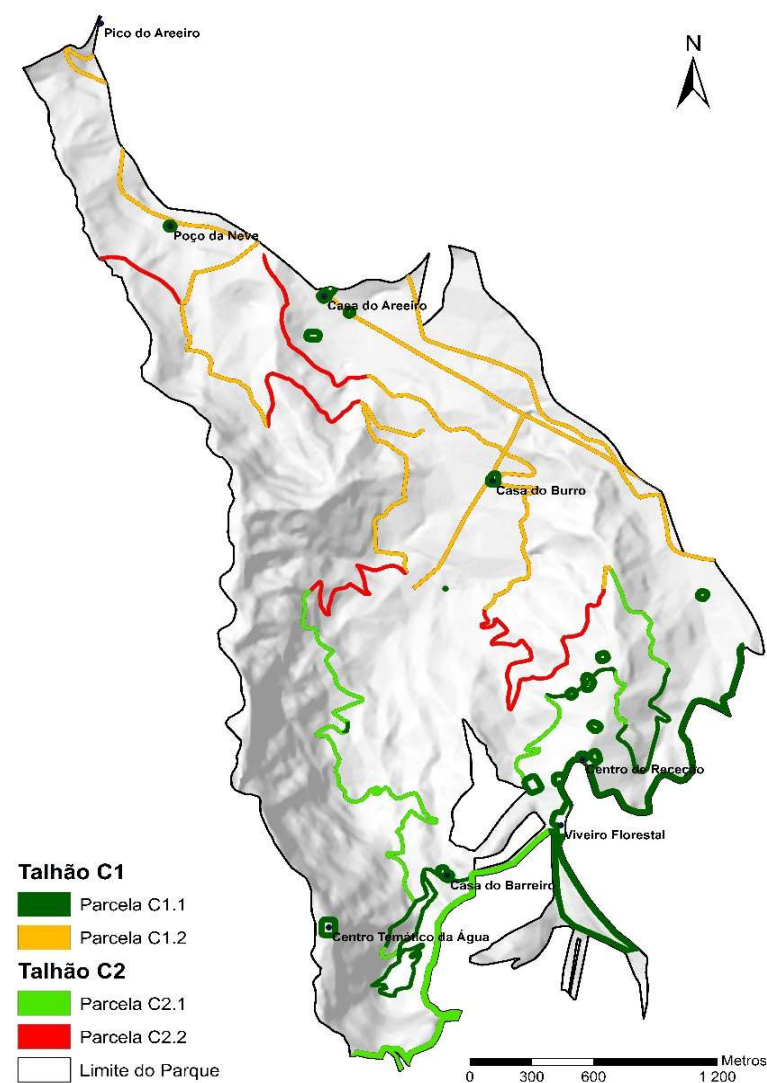 Pico do Areeiro
N
Poço da Neve
Casa do Areeiro
Casa do Burro
Centro de Receção
Viveiro Florestal
Casa do Barreiro
Centro Temático da Água
Talhão C1
Parcela C1.1
Parcela C1.2
Talhão C2
Parcela C2.1
Parcela C2.2
Limite do Parque
Metros
0 300 600 1 200